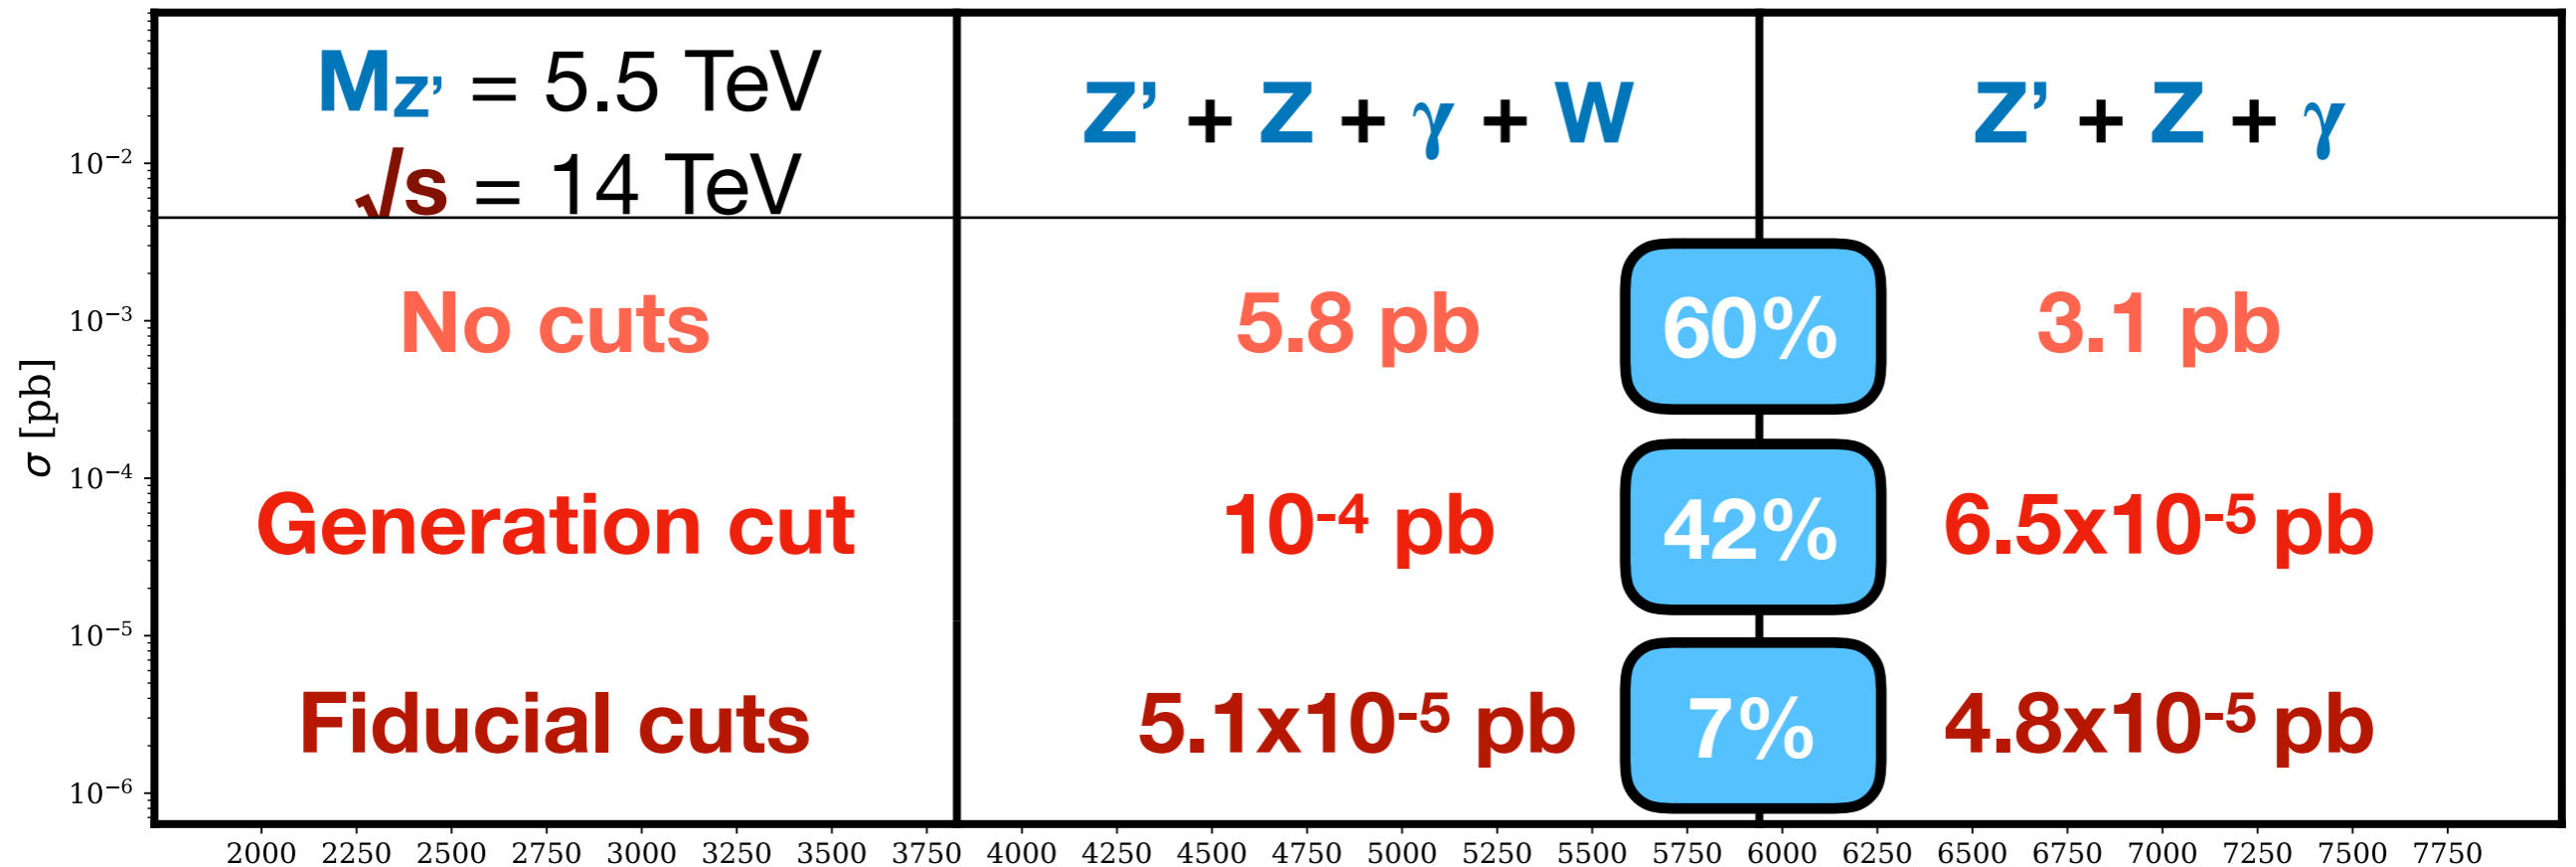 M_Z’ = 5.5 TeV
√s = 14 TeV
Z’ + Z + γ + W
Z’ + Z + γ
No cuts
5.8 pb
60%
3.1 pb
Generation cut
10⁻⁴ pb
42%
6.5x10⁻⁵ pb
Fiducial cuts
5.1x10⁻⁵ pb
7%
4.8x10⁻⁵ pb
σ [pb]
10⁻²
10⁻³
10⁻⁴
10⁻⁵
10⁻⁶
2000 2250 2500 2750 3000 3250 3500 3750 4000 4250 4500 4750 5000 5250 5500 5750 6000 6250 6500 6750 7000 7250 7500 7750